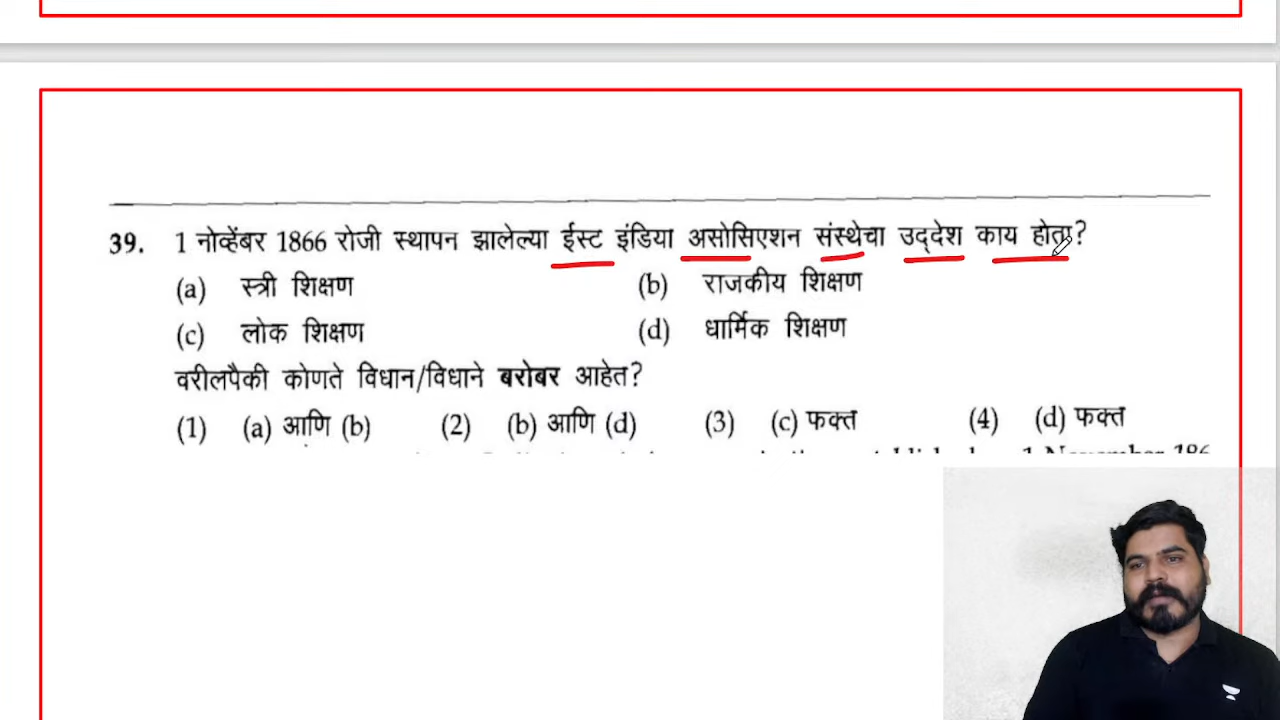 39. 1 नोव्हेंबर 1866 रोजी स्थापन झालेल्या ईस्ट इंडिया असोसिएशन संस्थेचा उद्‌देश काय होता?
(a) स्त्री शिक्षण (b) राजकीय शिक्षण
(c) लोक शिक्षण (d) धार्मिक शिक्षण
वरीलपैकी कोणते विधान/विधाने बरोबर आहेत?
(1) (a) आणि (b) (2) (b) आणि (d) (3) (c) फक्त (4) (d) फक्त